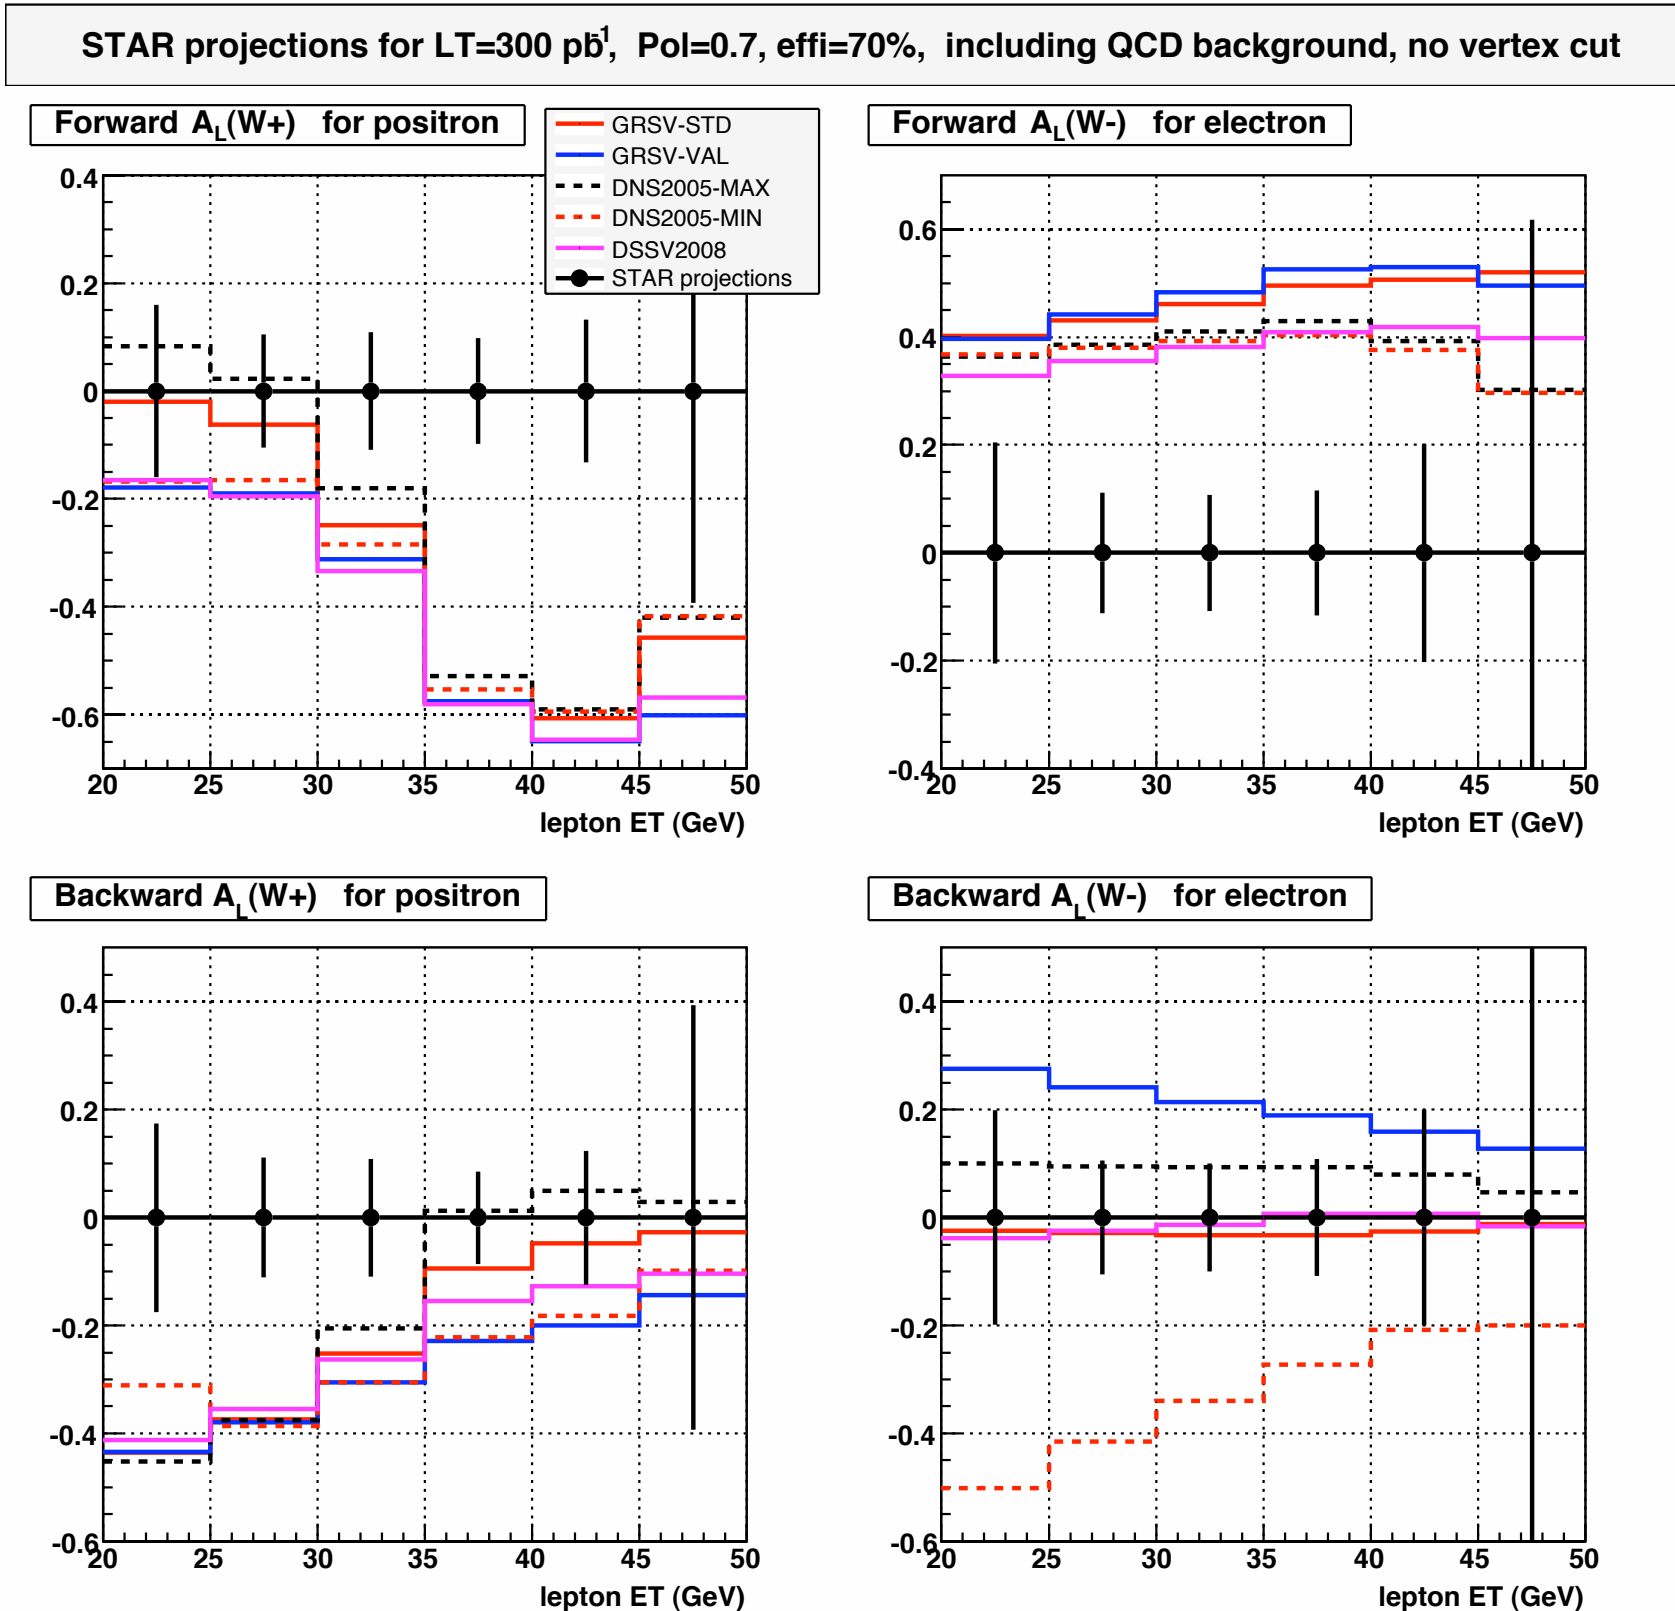 STAR projections for LT=300 pb-1, Pol=0.7, effi=70%, including QCD background, no vertex cut
Forward AL(W+) for positron
GRSV-STD
GRSV-VAL
DNS2005-MAX
DNS2005-MIN
DSSV2008
STAR projections
0.4
0.2
0
-0.2
-0.4
-0.6
20 25 30 35 40 45 50
lepton ET (GeV)
Forward AL(W-) for electron
0.6
0.4
0.2
0
-0.2
-0.4
20 25 30 35 40 45 50
lepton ET (GeV)
Backward AL(W+) for positron
0.4
0.2
0
-0.2
-0.4
-0.6
20 25 30 35 40 45 50
lepton ET (GeV)
Backward AL(W-) for electron
0.4
0.2
0
-0.2
-0.4
-0.6
20 25 30 35 40 45 50
lepton ET (GeV)